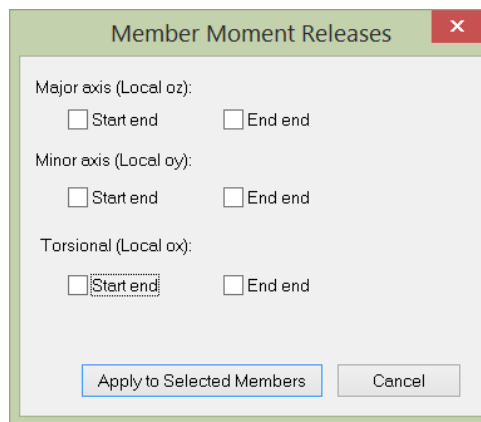 Member Moment Releases
Major axis (Local oz):
Start end End end
Minor axis (Local oy):
Start end End end
Torsional (Local ox):
Start end End end
Apply to Selected Members Cancel